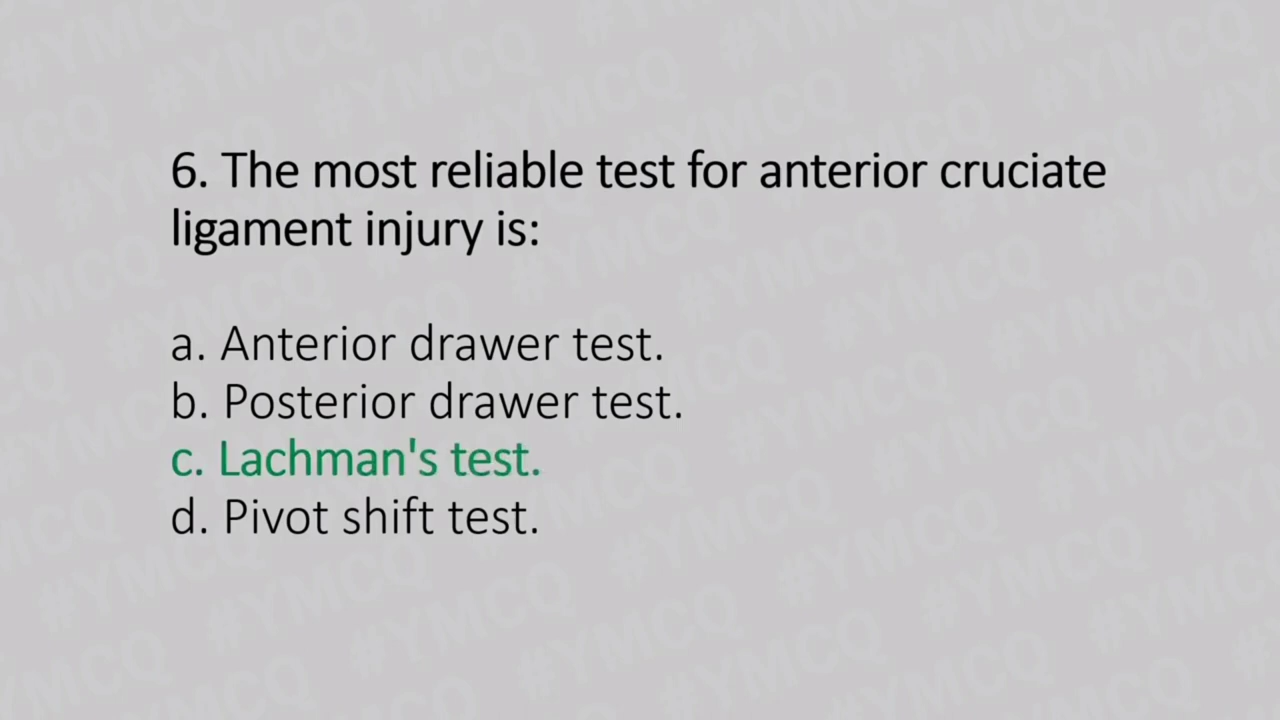 6. The most reliable test for anterior cruciate
ligament injury is:
a. Anterior drawer test.
b. Posterior drawer test.
c. Lachman's test.
d. Pivot shift test.
#YMCQ